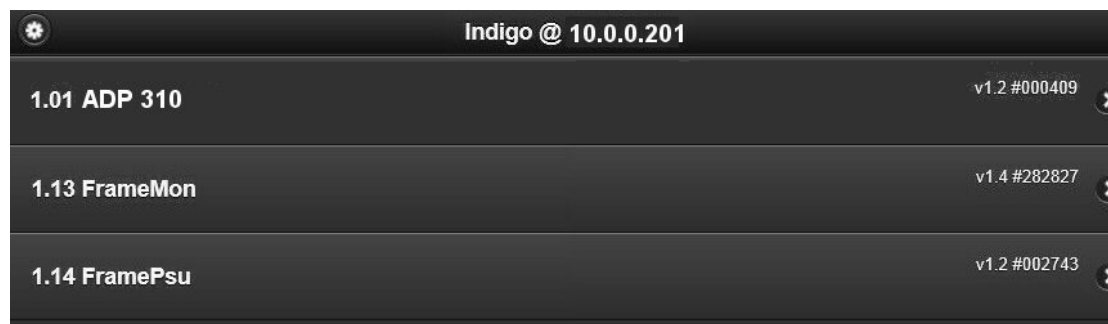 Indigo @ 10.0.0.201
1.01 ADP 310 v1.2 #000409
1.13 FrameMon v1.4 #282827
1.14 FramePsu v1.2 #002743